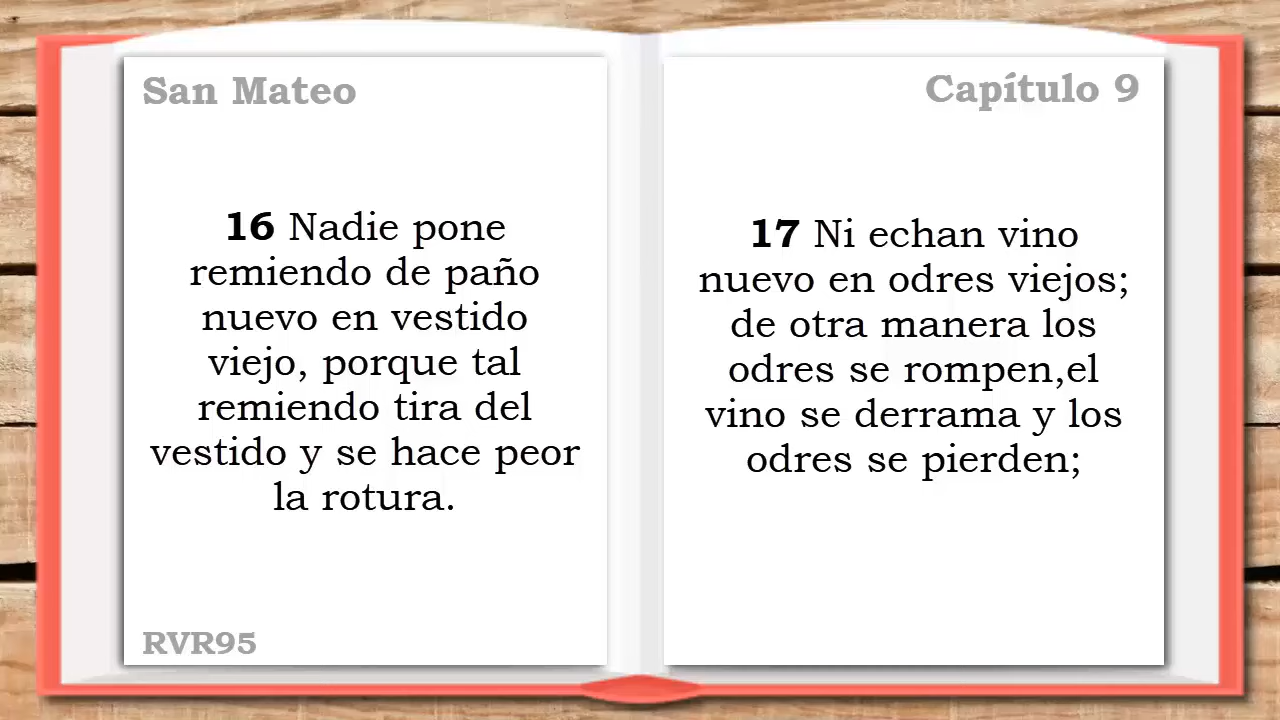 San Mateo
16 Nadie pone
remiendo de paño
nuevo en vestido
viejo, porque tal
remiendo tira del
vestido y se hace peor
la rotura.
RVR95
Capítulo 9
17 Ni echan vino
nuevo en odres viejos;
de otra manera los
odres se rompen,el
vino se derrama y los
odres se pierden;